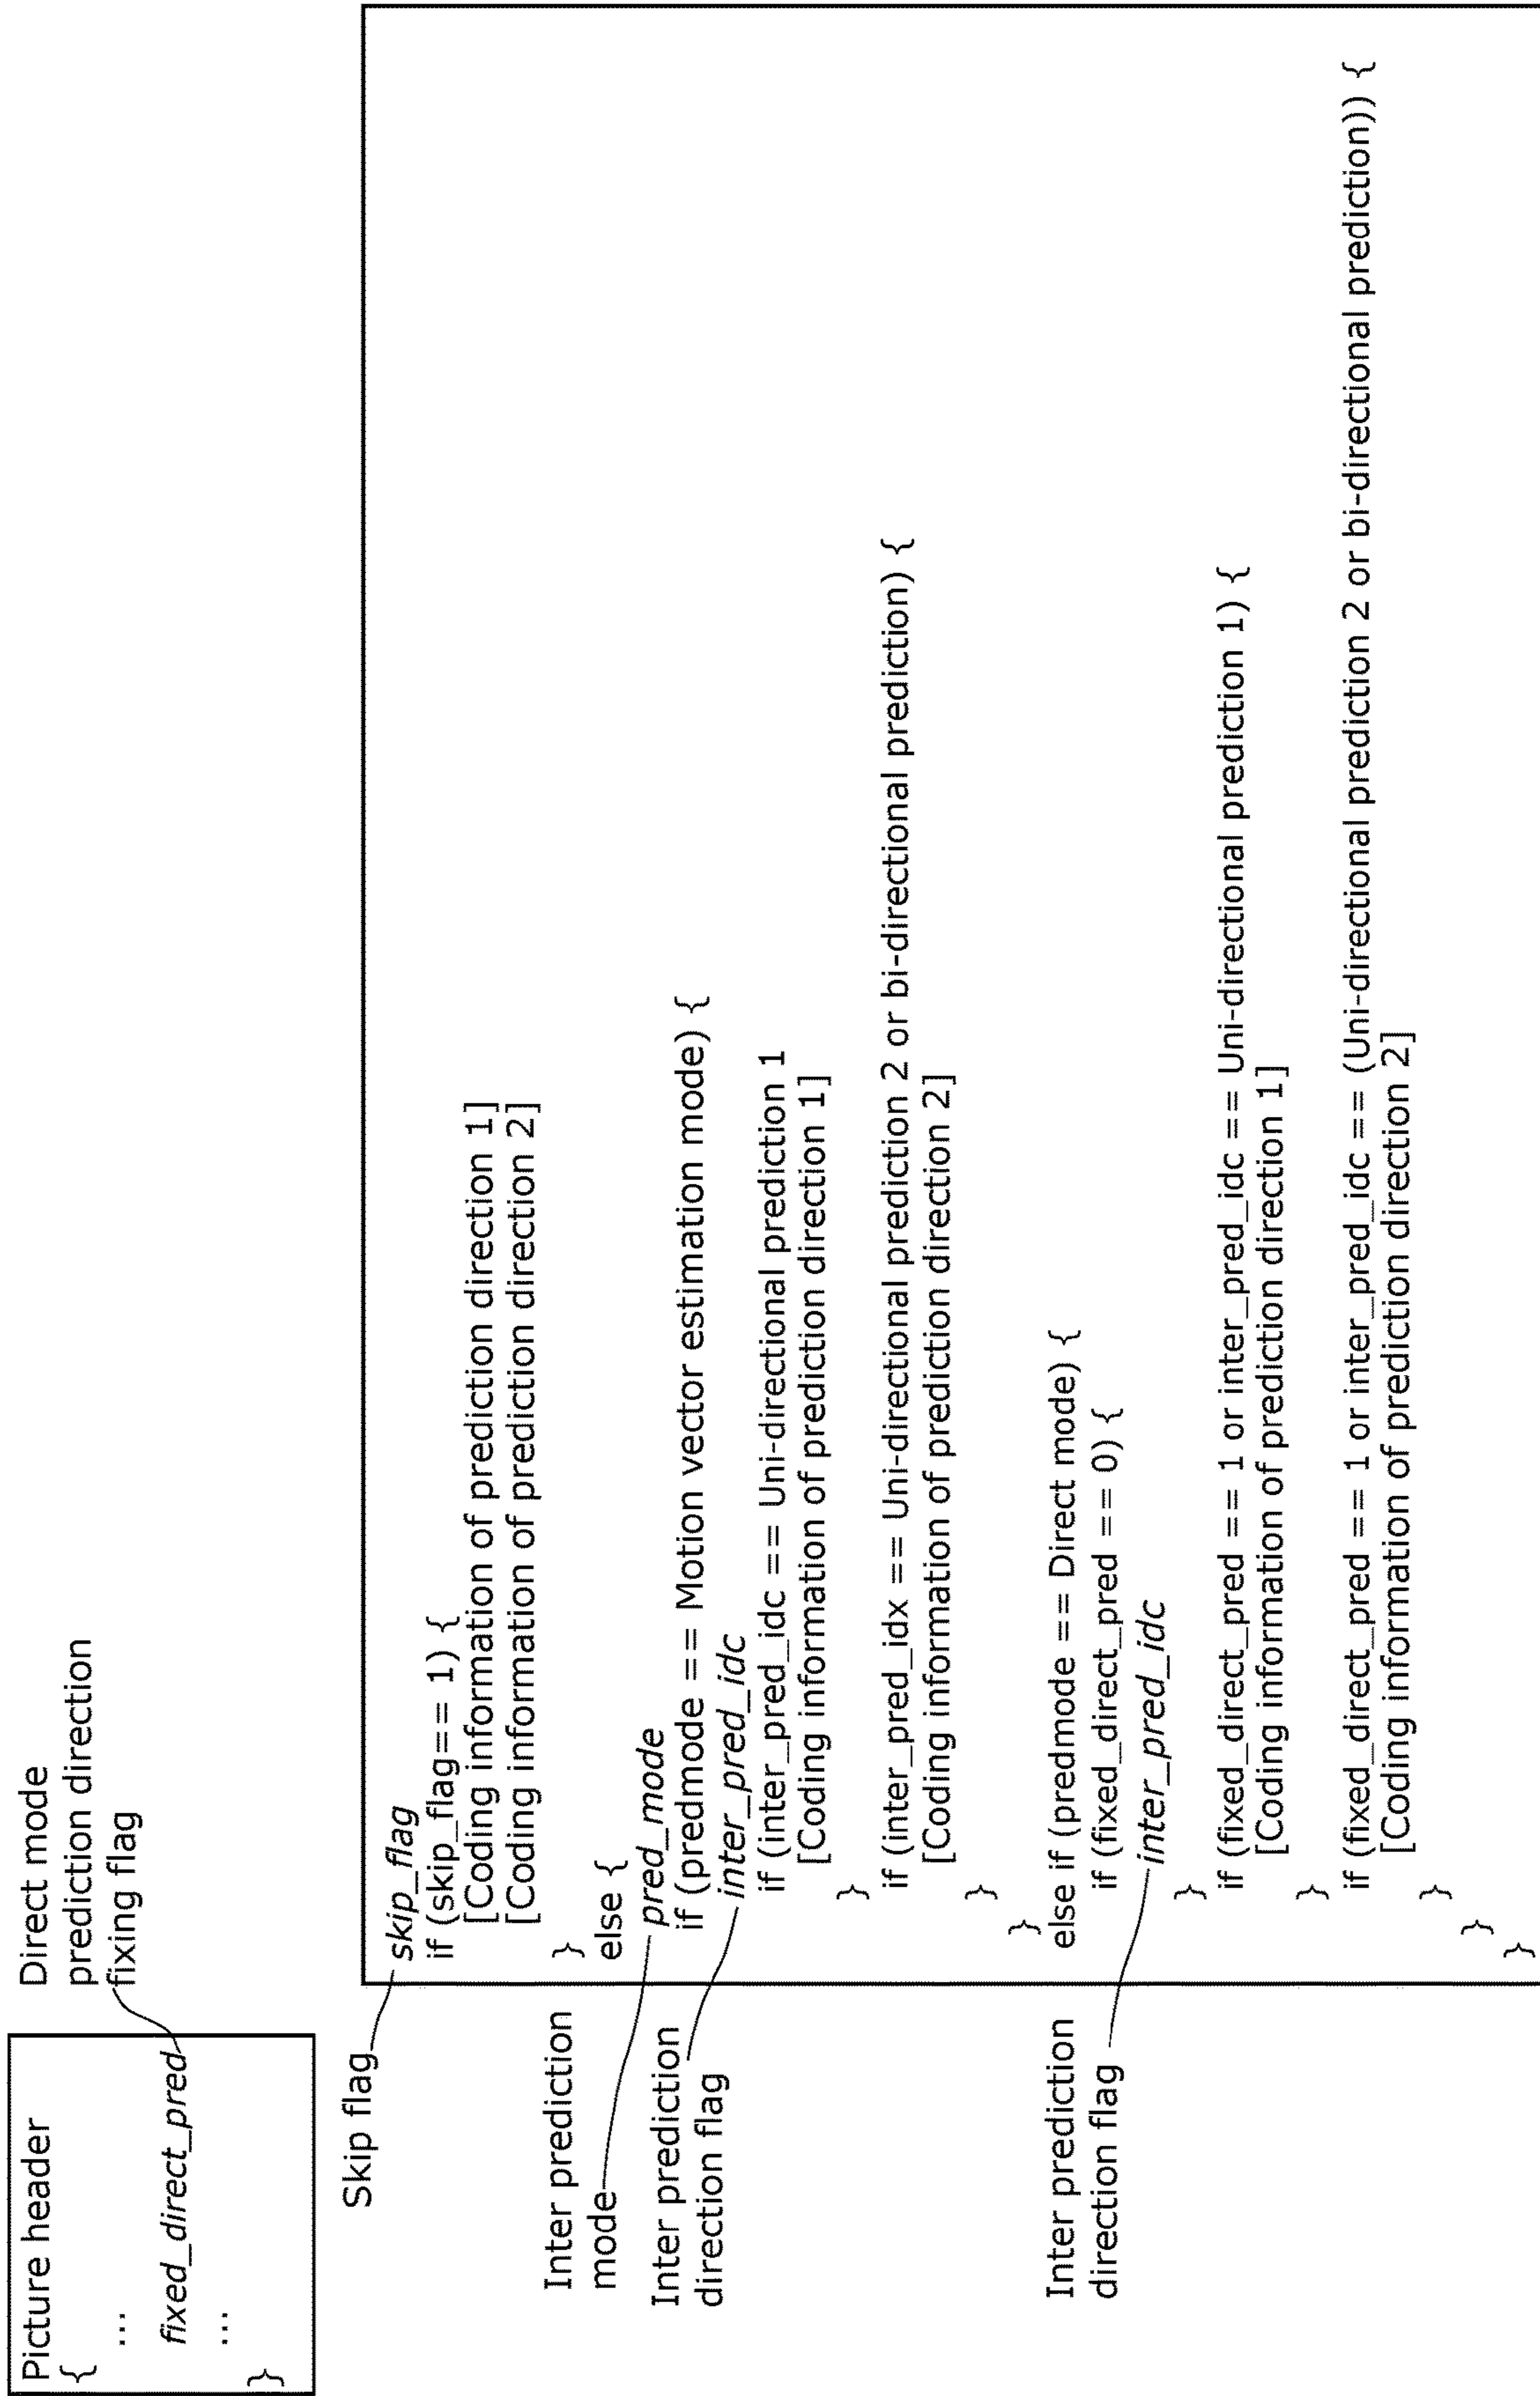 Picture header
{
...
fixed_direct_pred
...
}
Direct mode
prediction direction
fixing flag
Skip flag
skip_flag
if (skip_flag== 1) {
[Coding information of prediction direction 1]
[Coding information of prediction direction 2]
}
else {
Inter prediction
mode
pred_mode
if (predmode == Motion vector estimation mode) {
Inter prediction
direction flag
inter_pred_idc
if (inter_pred_idc == Uni-directional prediction 1
[Coding information of prediction direction 1]
}
if (inter_pred_idx == Uni-directional prediction 2 or bi-directional prediction) {
[Coding information of prediction direction 2]
}
}
else if (predmode == Direct mode) {
if (fixed_direct_pred == 0) {
Inter prediction
direction flag
inter_pred_idc
}
if (fixed_direct_pred == 1 or inter_pred_idc == Uni-directional prediction 1) {
[Coding information of prediction direction 1]
}
if (fixed_direct_pred == 1 or inter_pred_idc == (Uni-directional prediction 2 or bi-directional prediction)) {
[Coding information of prediction direction 2]
}
}
}